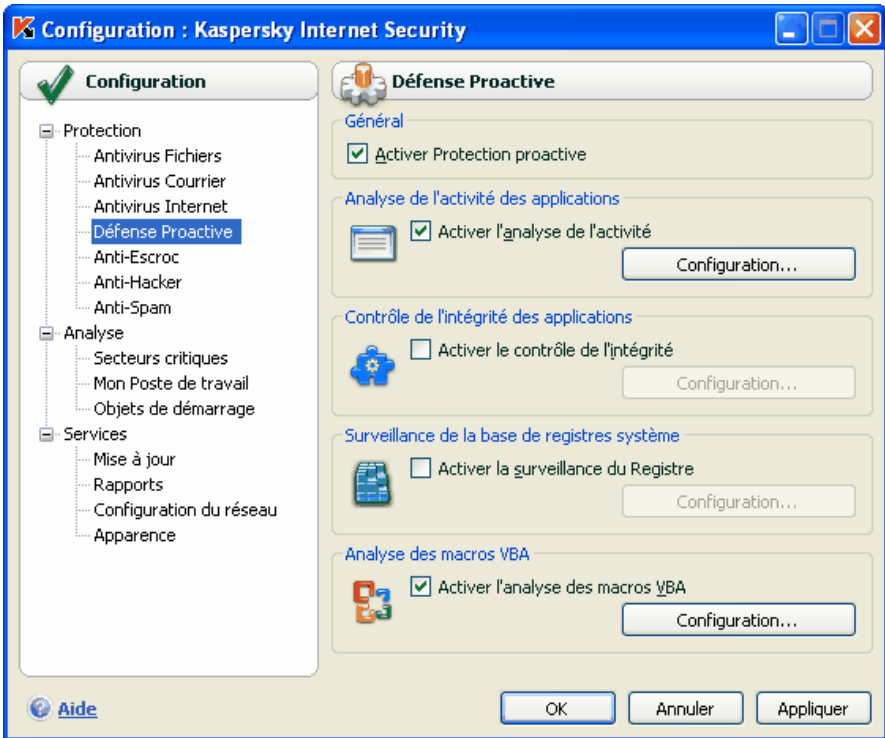 Configuration : Kaspersky Internet Security
Configuration
Protection
Antivirus Fichiers
Antivirus Courrier
Antivirus Internet
Défense Proactive
Anti-Escroc
Anti-Hacker
Anti-Spam
Analyse
Secteurs critiques
Mon Poste de travail
Objets de démarrage
Services
Mise à jour
Rapports
Configuration du réseau
Apparence
Défense Proactive
Général
Activer Protection proactive
Analyse de l'activité des applications
Activer l'analyse de l'activité
Configuration...
Contrôle de l'intégrité des applications
Activer le contrôle de l'intégrité
Configuration...
Surveillance de la base de registres système
Activer la surveillance du Registre
Configuration...
Analyse des macros VBA
Activer l'analyse des macros VBA
Configuration...
Aide
OK
Annuler
Appliquer